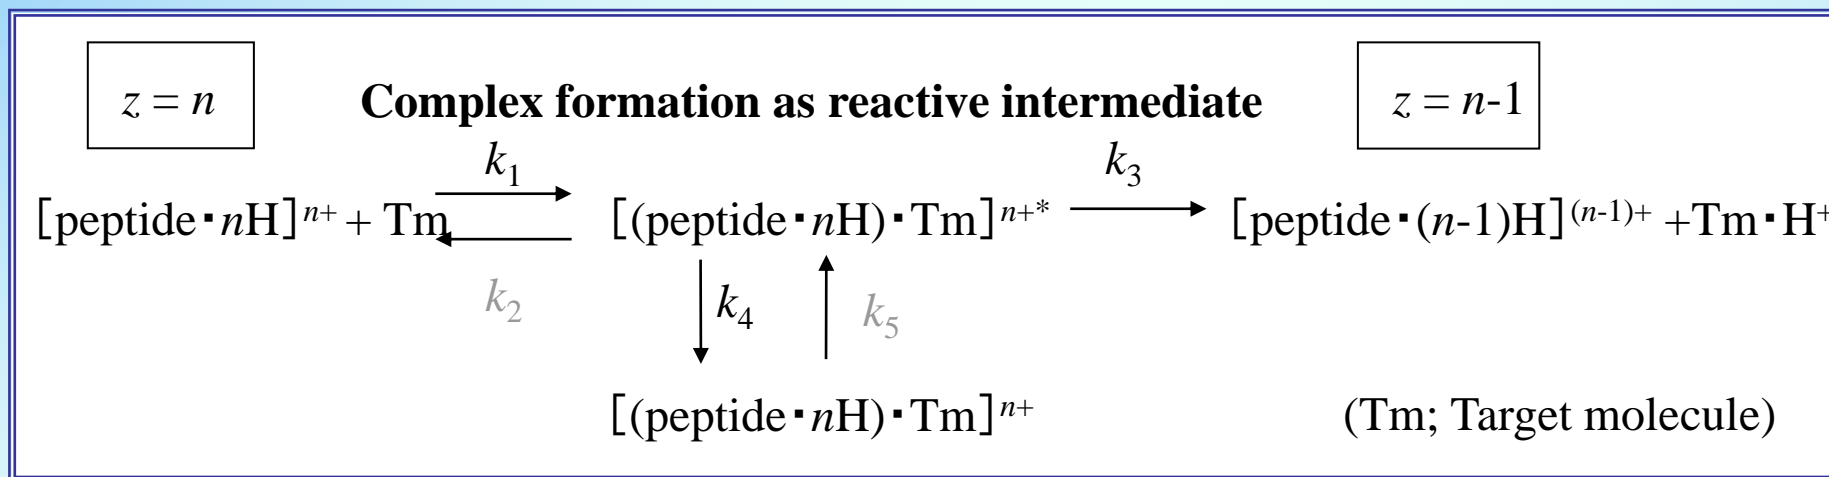 z = n
Complex formation as reactive intermediate
z = n-1
k₁
k₃
[peptide・nH]ⁿ⁺ + Tm
[(peptide・nH)・Tm]ⁿ⁺*
[peptide・(n-1)H]⁽ⁿ⁻¹⁾⁺ +Tm・H⁺
k₂
k₄
k₅
[(peptide・nH)・Tm]ⁿ⁺
(Tm; Target molecule)